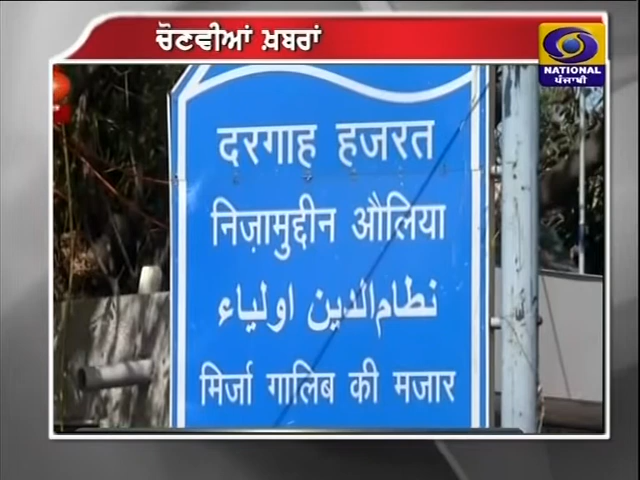 ਚੋਣਵੀਆਂ ਖ਼ਬਰਾਂ
NATIONAL
ਪੰਜਾਬੀ
दरगाह हजरत
निज़ामुद्दीन औलिया
نظام الدین اولیاء
मिर्जा गालिब की मजार